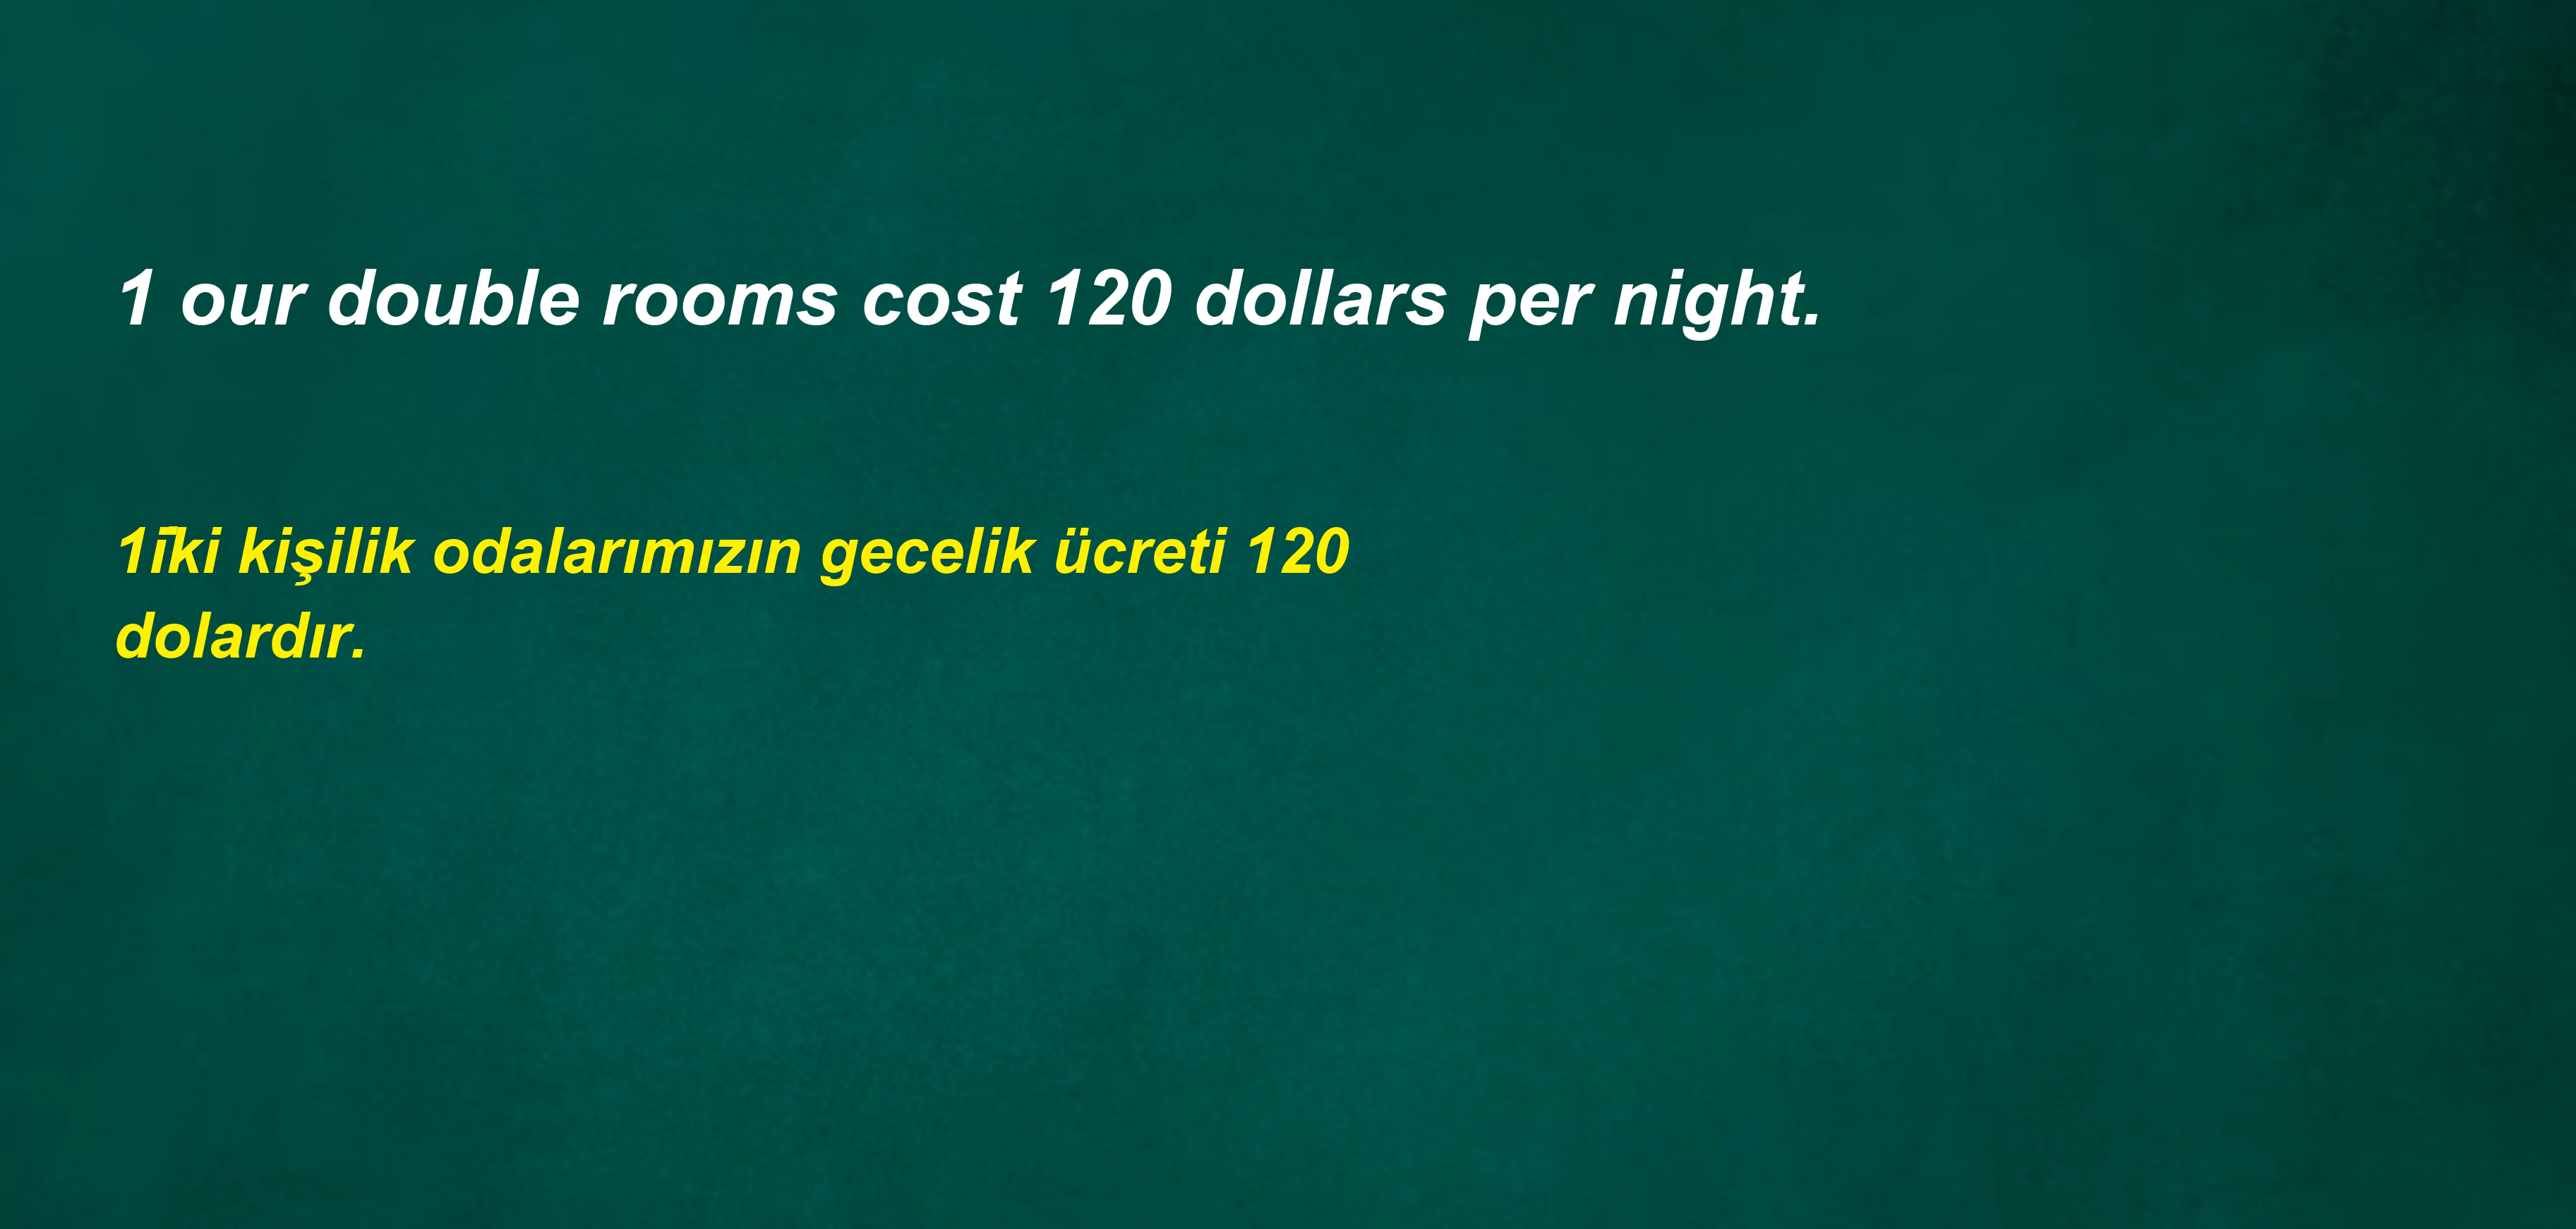 1 our double rooms cost 120 dollars per night.
1i̇ki kişilik odalarımızın gecelik ücreti 120
dolardır.